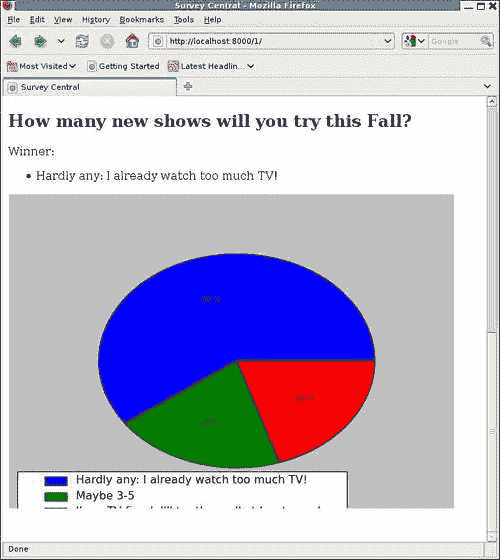 Survey Central - Mozilla Firefox
File Edit View History Bookmarks Tools Help
http://localhost:8000/1/
Google
Most Visited Getting Started Latest Headlin...
Survey Central
How many new shows will you try this Fall?
Winner:
Hardly any: I already watch too much TV!
Hardly any: I already watch too much TV!
Maybe 3-5
Done